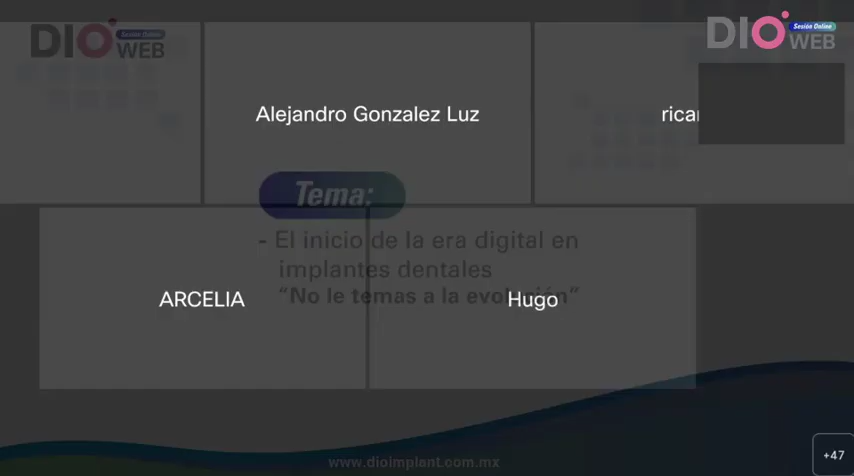 DIO Sesión Online
WEB
DIO Sesión Online
WEB
Alejandro Gonzalez Luz
rica
Tema:
- El inicio de la era digital en
implantes dentales
“No le temas a la evolución”
ARCELIA
Hugo
www.dioimplant.com.mx
+47